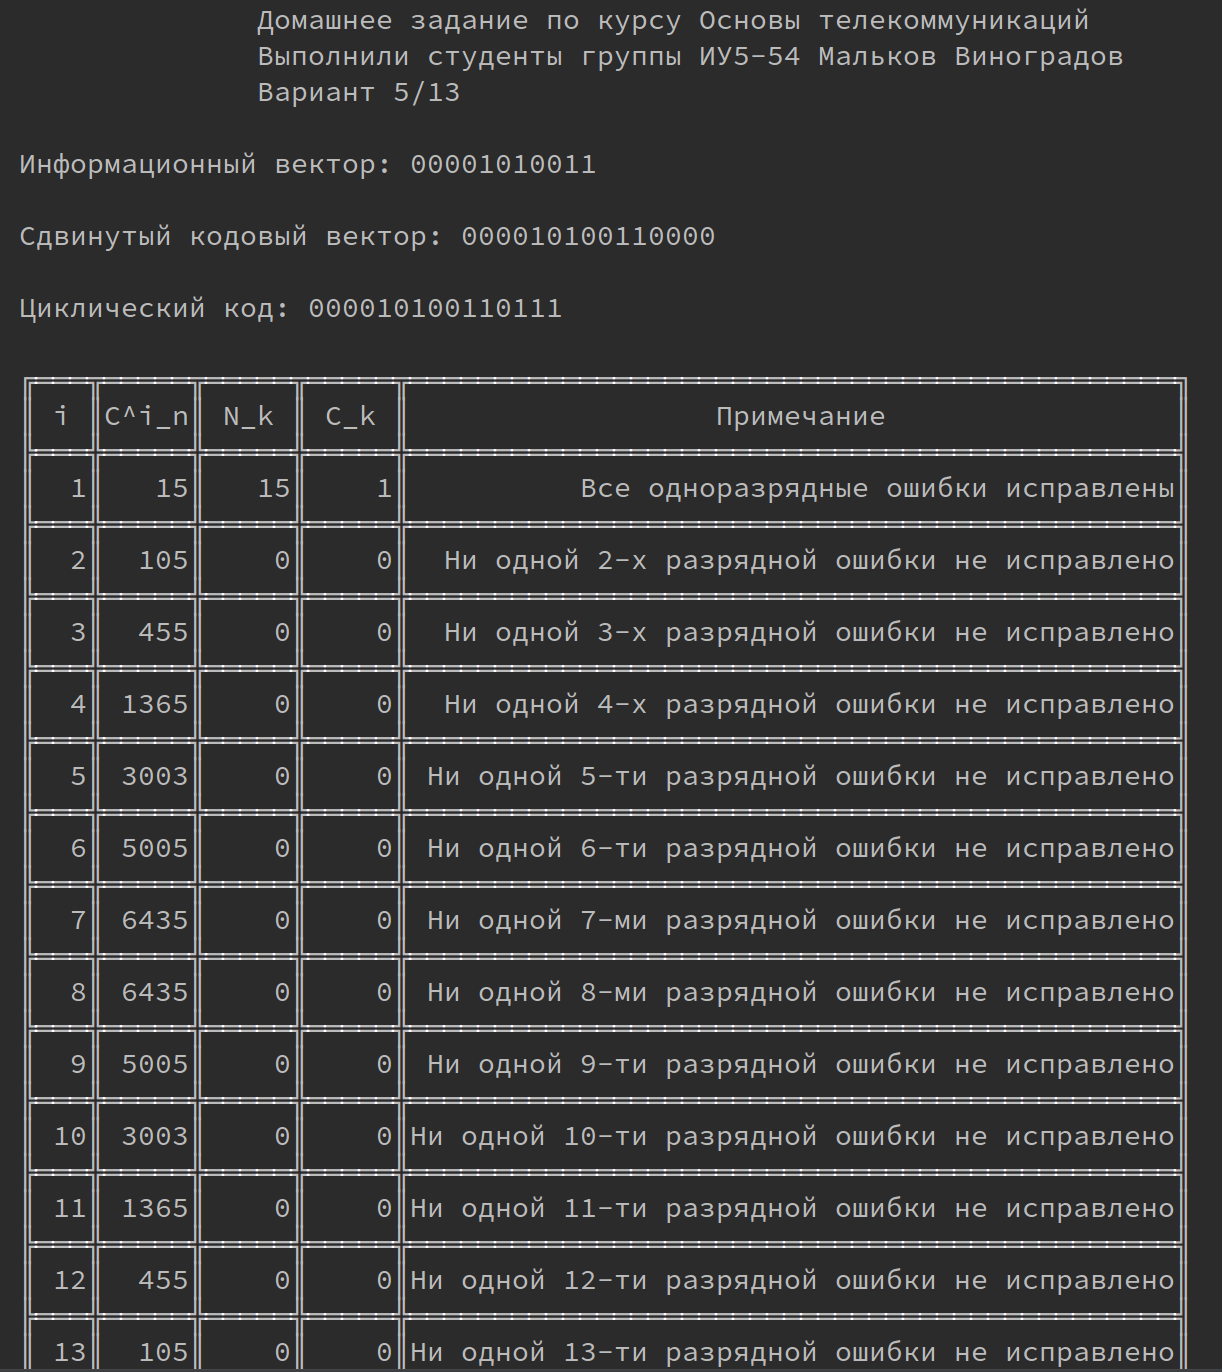 Домашнее задание по курсу Основы телекоммуникаций
Выполнили студенты группы ИУ5-54 Мальков Виноградов
Вариант 5/13
Информационный вектор: 00001010011
Сдвинутый кодовый вектор: 000010100110000
Циклический код: 000010100110111
i C^i_n N_k C_k Примечание
1 15 15 1 Все одноразрядные ошибки исправлены
2 105 0 0 Ни одной 2-х разрядной ошибки не исправлено
3 455 0 0 Ни одной 3-х разрядной ошибки не исправлено
4 1365 0 0 Ни одной 4-х разрядной ошибки не исправлено
5 3003 0 0 Ни одной 5-ти разрядной ошибки не исправлено
6 5005 0 0 Ни одной 6-ти разрядной ошибки не исправлено
7 6435 0 0 Ни одной 7-ми разрядной ошибки не исправлено
8 6435 0 0 Ни одной 8-ми разрядной ошибки не исправлено
9 5005 0 0 Ни одной 9-ти разрядной ошибки не исправлено
10 3003 0 0 Ни одной 10-ти разрядной ошибки не исправлено
11 1365 0 0 Ни одной 11-ти разрядной ошибки не исправлено
12 455 0 0 Ни одной 12-ти разрядной ошибки не исправлено
13 105 0 0 Ни одной 13-ти разрядной ошибки не исправлено